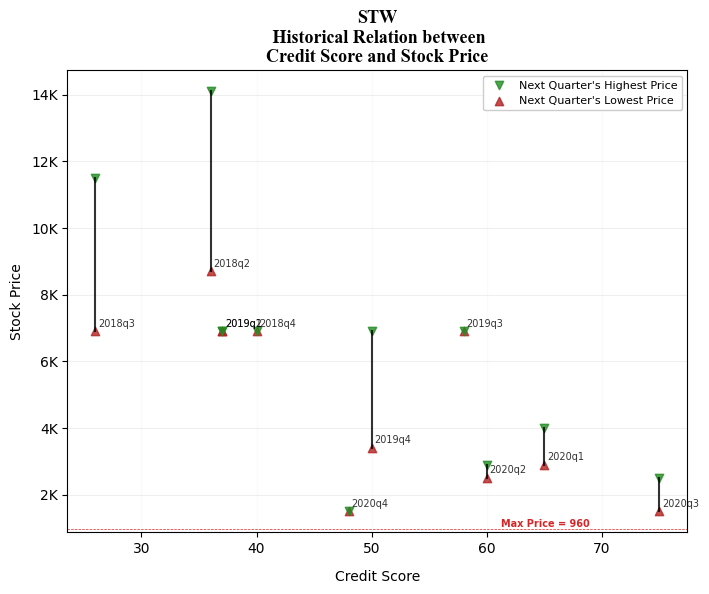 STW
Historical Relation between
Credit Score and Stock Price
Next Quarter's Highest Price
Next Quarter's Lowest Price
14K
12K
10K
8K
6K
4K
2K
Stock Price
2018q2
2018q3
2018q4
2019q3
2019q4
2020q1
2020q2
2020q3
2020q4
Max Price = 960
30
40
50
60
70
Credit Score